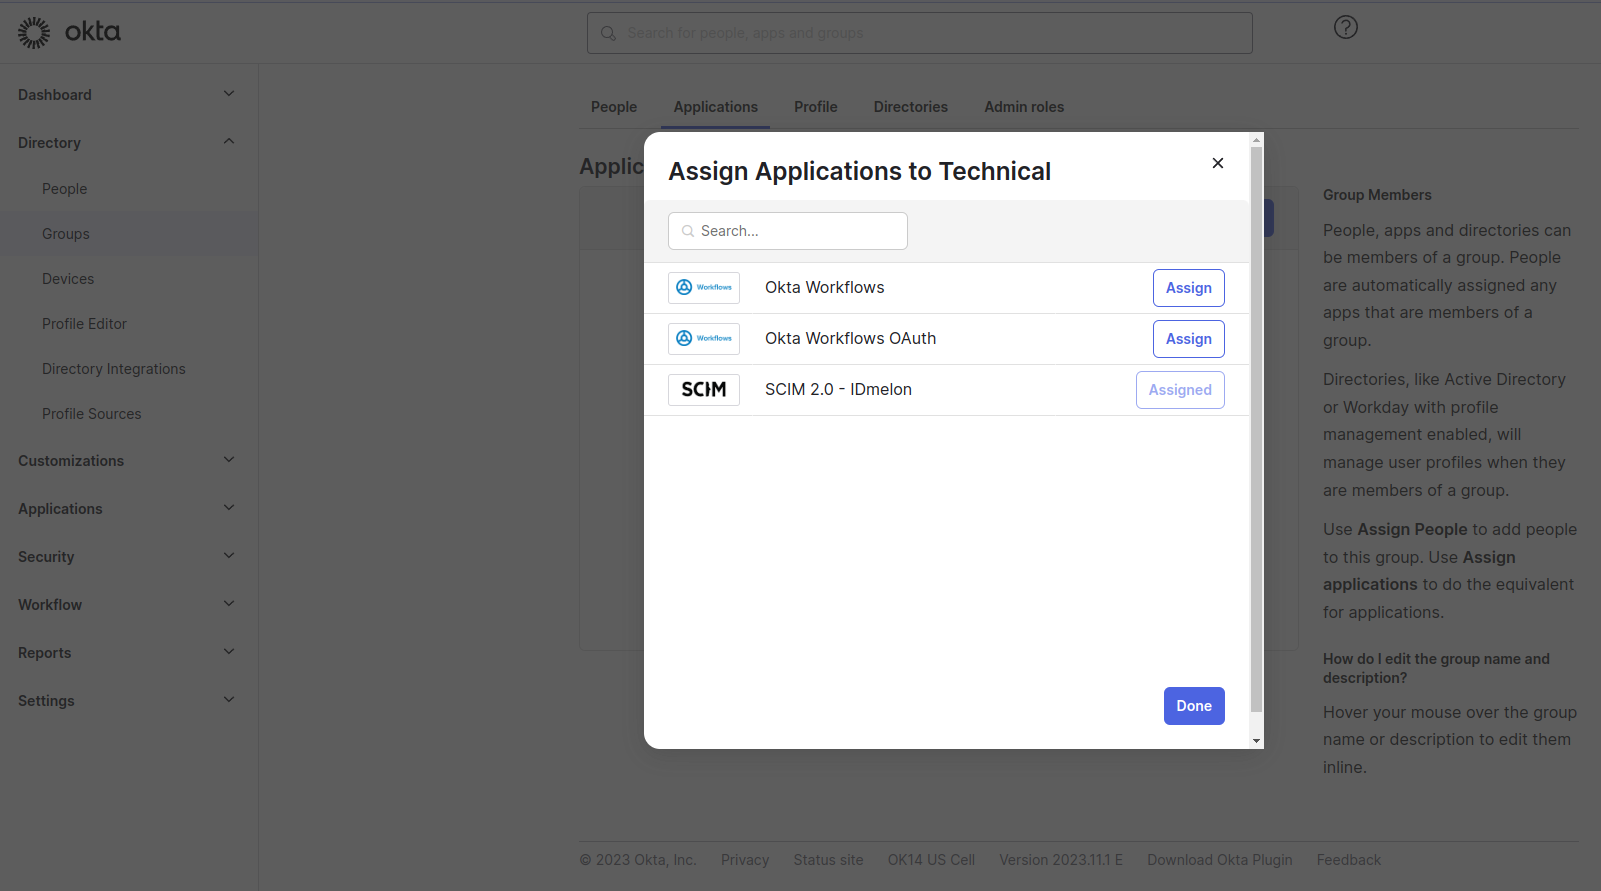 okta
Search for people, apps and groups
Dashboard
Directory
People
Groups
Devices
Profile Editor
Directory Integrations
Profile Sources
Customizations
Applications
Security
Workflow
Reports
Settings
People
Applications
Profile
Directories
Admin roles
Applic
Assign Applications to Technical
Search...
Workflows
Okta Workflows
Assign
Workflows
Okta Workflows OAuth
Assign
SCIM
SCIM 2.0 - IDmelon
Assigned
Done
Group Members
People, apps and directories can
be members of a group. People
are automatically assigned any
apps that are members of a
group.
Directories, like Active Directory
or Workday with profile
management enabled, will
manage user profiles when they
are members of a group.
Use Assign People to add people
to this group. Use Assign
applications to do the equivalent
for applications.
How do I edit the group name and
description?
Hover your mouse over the group
name or description to edit them
inline.
© 2023 Okta, Inc.
Privacy
Status site
OK14 US Cell
Version 2023.11.1 E
Download Okta Plugin
Feedback